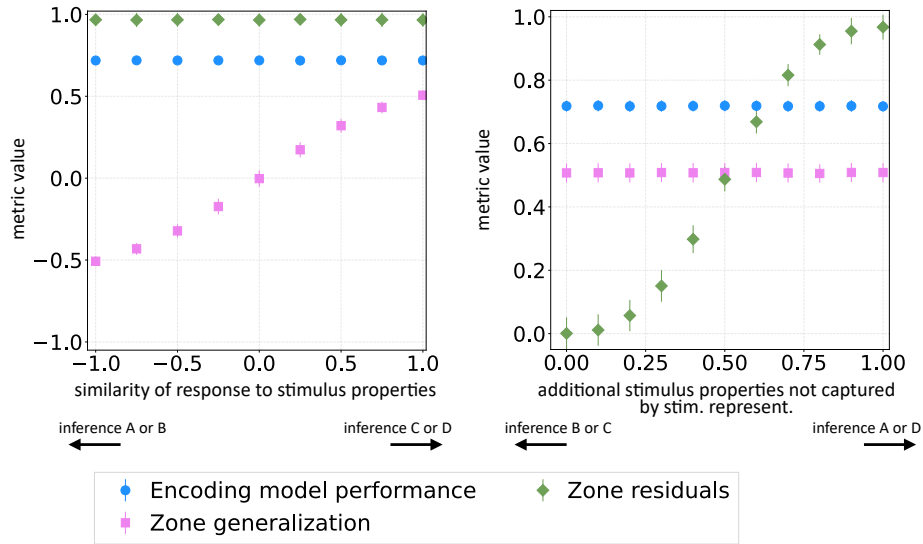 1.0
0.5
0.0
−0.5
−1.0
metric value
−1.0 −0.5 0.0 0.5 1.0
similarity of response to stimulus properties
inference A or B
inference C or D
1.0
0.8
0.6
0.4
0.2
0.0
metric value
0.00 0.25 0.50 0.75 1.00
additional stimulus properties not captured
by stim. represent.
inference B or C
inference A or D
Encoding model performance
Zone generalization
Zone residuals